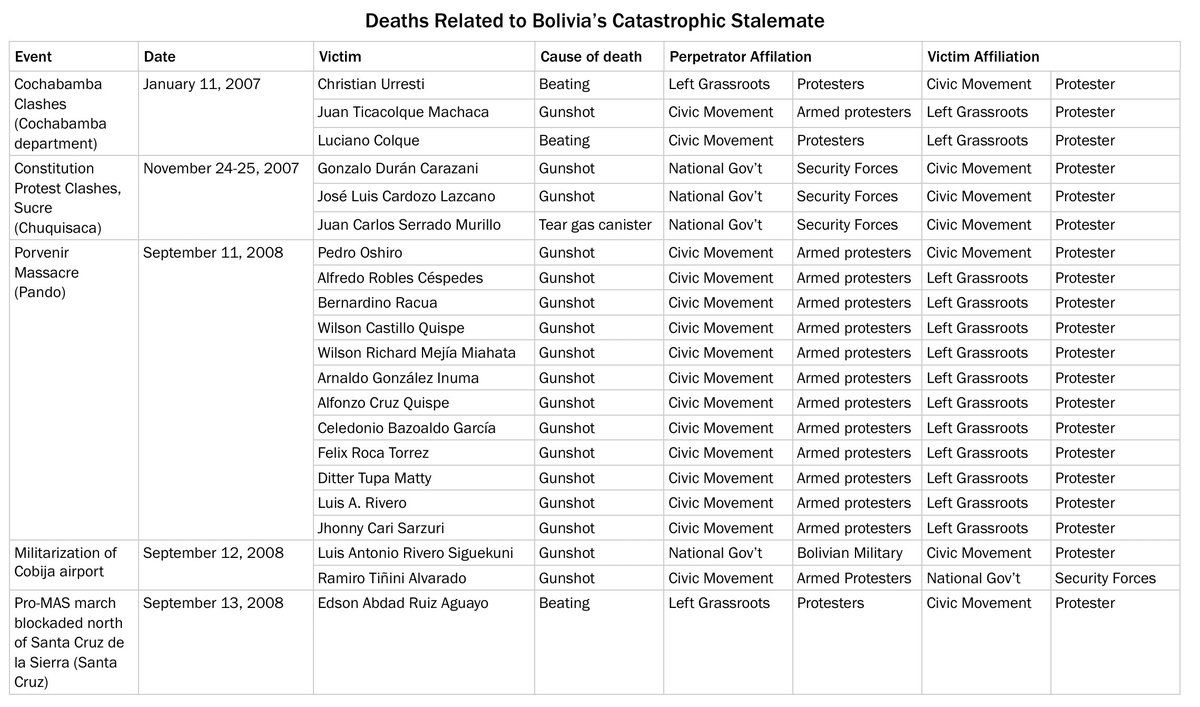 Deaths Related to Bolivia's Catastrophic Stalemate
Event Date Victim Cause of death Perpetrator Affilation Victim Affiliation
Cochabamba Clashes (Cochabamba department) January 11, 2007 Christian Urresti Beating Left Grassroots Protesters Civic Movement Protester
Juan Ticacolque Machaca Gunshot Civic Movement Armed protesters Left Grassroots Protester
Luciano Colque Beating Civic Movement Protesters Left Grassroots Protester
Constitution Protest Clashes, Sucre (Chuquisaca) November 24-25, 2007 Gonzalo Durán Carazani Gunshot National Gov't Security Forces Civic Movement Protester
José Luis Cardozo Lazcano Gunshot National Gov't Security Forces Civic Movement Protester
Juan Carlos Serrado Murillo Tear gas canister National Gov't Security Forces Civic Movement Protester
Porvenir Massacre (Pando) September 11, 2008 Pedro Oshiro Gunshot Civic Movement Armed protesters Civic Movement Protester
Alfredo Robles Céspedes Gunshot Civic Movement Armed protesters Left Grassroots Protester
Bernardino Racua Gunshot Civic Movement Armed protesters Left Grassroots Protester
Wilson Castillo Quispe Gunshot Civic Movement Armed protesters Left Grassroots Protester
Wilson Richard Mejía Miahata Gunshot Civic Movement Armed protesters Left Grassroots Protester
Arnaldo González Inuma Gunshot Civic Movement Armed protesters Left Grassroots Protester
Alfonzo Cruz Quispe Gunshot Civic Movement Armed protesters Left Grassroots Protester
Celedonio Bazoaldo García Gunshot Civic Movement Armed protesters Left Grassroots Protester
Felix Roca Torrez Gunshot Civic Movement Armed protesters Left Grassroots Protester
Ditter Tupa Matty Gunshot Civic Movement Armed protesters Left Grassroots Protester
Luis A. Rivero Gunshot Civic Movement Armed protesters Left Grassroots Protester
Jhonny Cari Sarzuri Gunshot Civic Movement Armed protesters Left Grassroots Protester
Militarization of Cobija airport September 12, 2008 Luis Antonio Rivero Siguekuni Gunshot National Gov't Bolivian Military Civic Movement Protester
Ramiro Tiñini Alvarado Gunshot Civic Movement Armed Protesters National Gov't Security Forces
Pro-MAS march blockaded north of Santa Cruz de la Sierra (Santa Cruz) September 13, 2008 Edson Abdad Ruiz Aguayo Beating Left Grassroots Protesters Civic Movement Protester